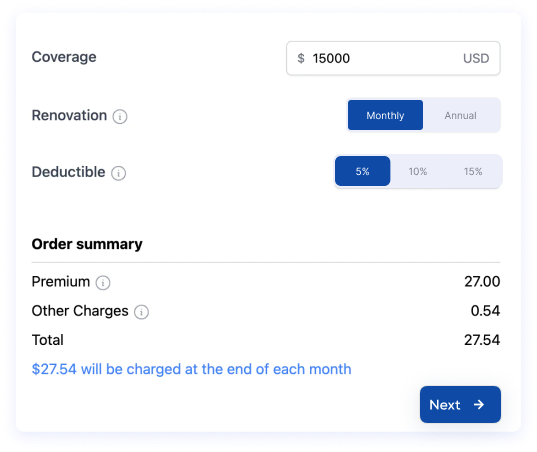 Coverage $ 15000 USD
Renovation i Monthly Annual
Deductible i 5% 10% 15%
Order summary
Premium i 27.00
Other Charges i 0.54
Total 27.54
$27.54 will be charged at the end of each month
Next →